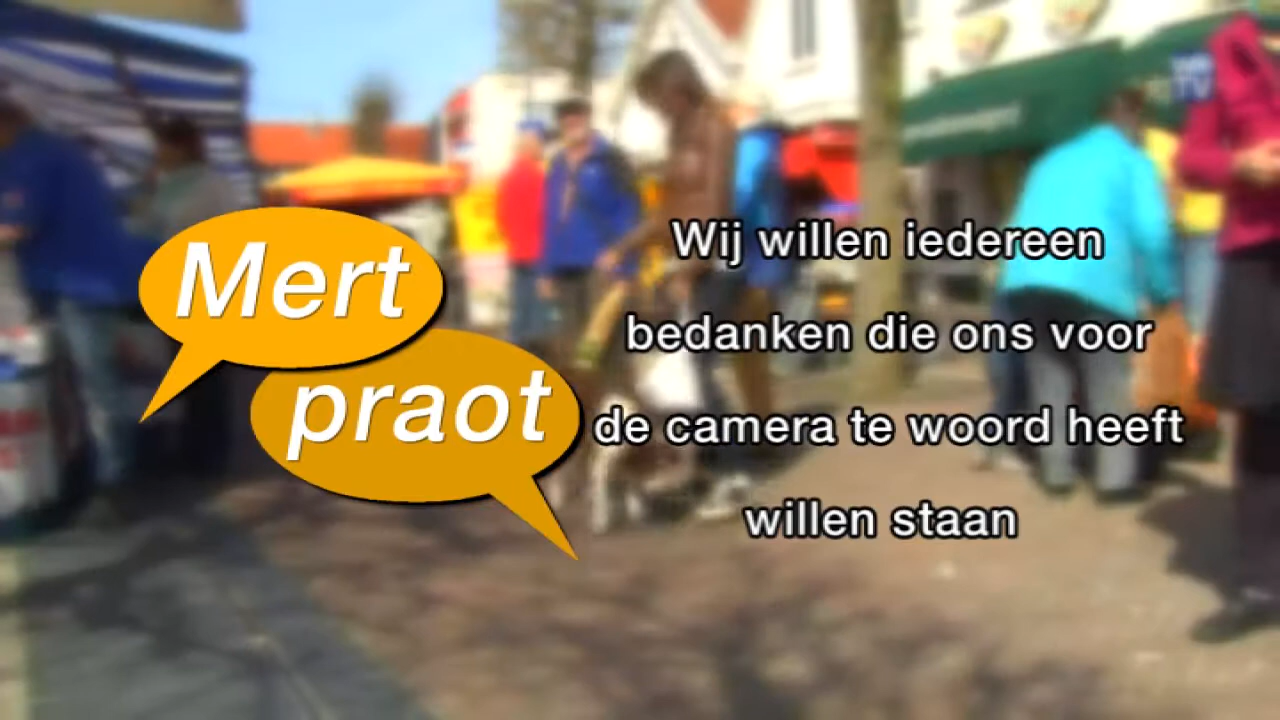 Mert
praot
Wij willen iedereen
bedanken die ons voor
de camera te woord heeft
willen staan